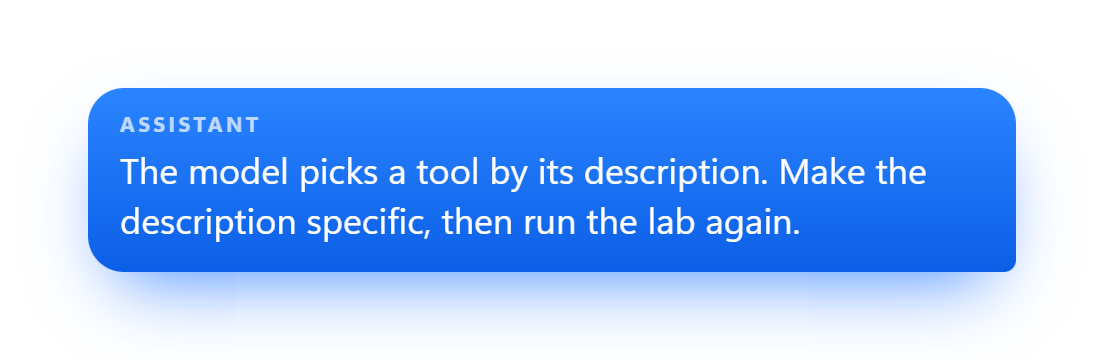 ASSISTANT
The model picks a tool by its description. Make the
description specific, then run the lab again.